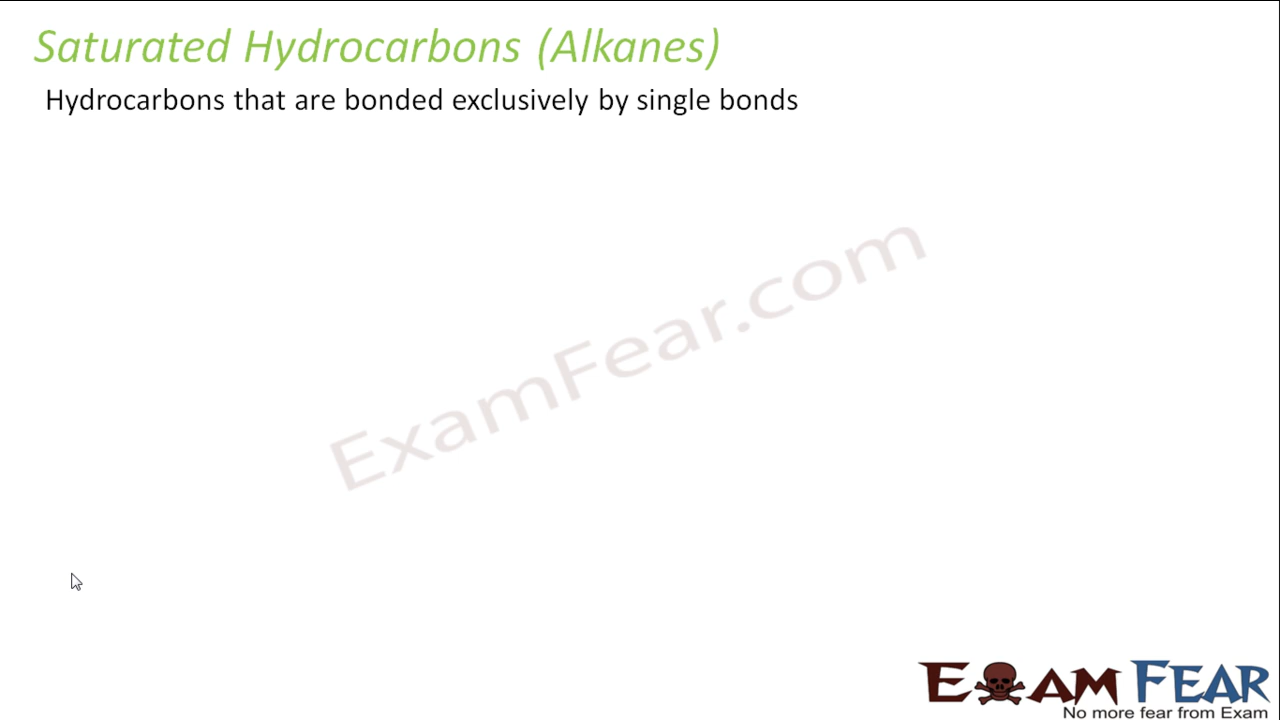 Saturated Hydrocarbons (Alkanes)
Hydrocarbons that are bonded exclusively by single bonds
ExamFear.com
EXAM FEAR
No more fear from Exam